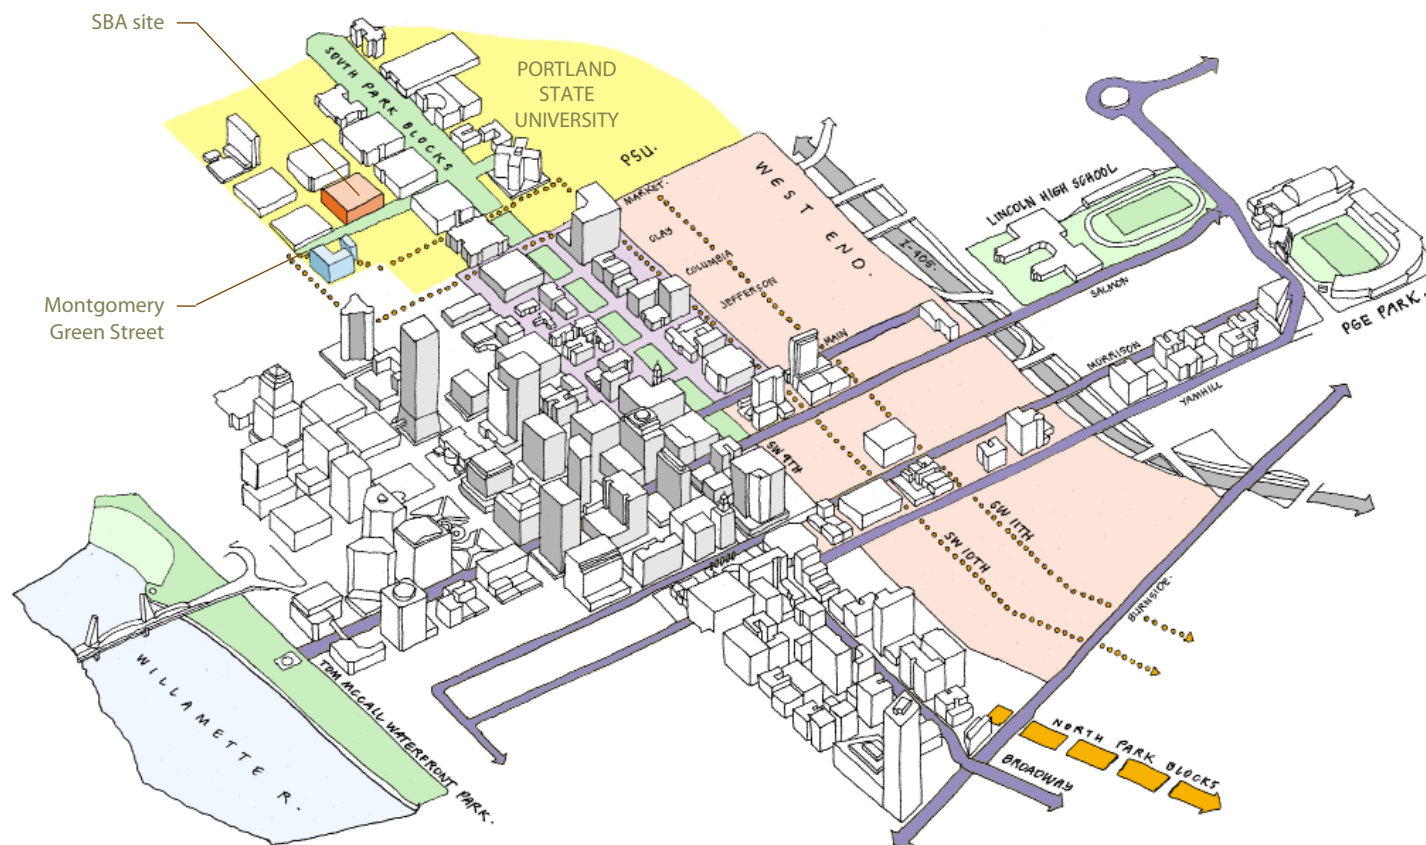 SBA site
SOUTH PARK BLOCKS
PORTLAND
STATE
UNIVERSITY
PSU.
WEST END.
MARKET.
CLAY
COLUMBIA
JEFFERSON
MAIN
I-405.
LINCOLN HIGH SCHOOL
SALMON
PGE PARK.
MORRISON
YAMHILL
Montgomery
Green Street
SW 9TH
SW 11TH
SW 10TH
BURNSIDE.
WILLAMETTE R.
TOM MCCALL WATERFRONT PARK.
NORTH PARK BLOCKS
BROADWAY